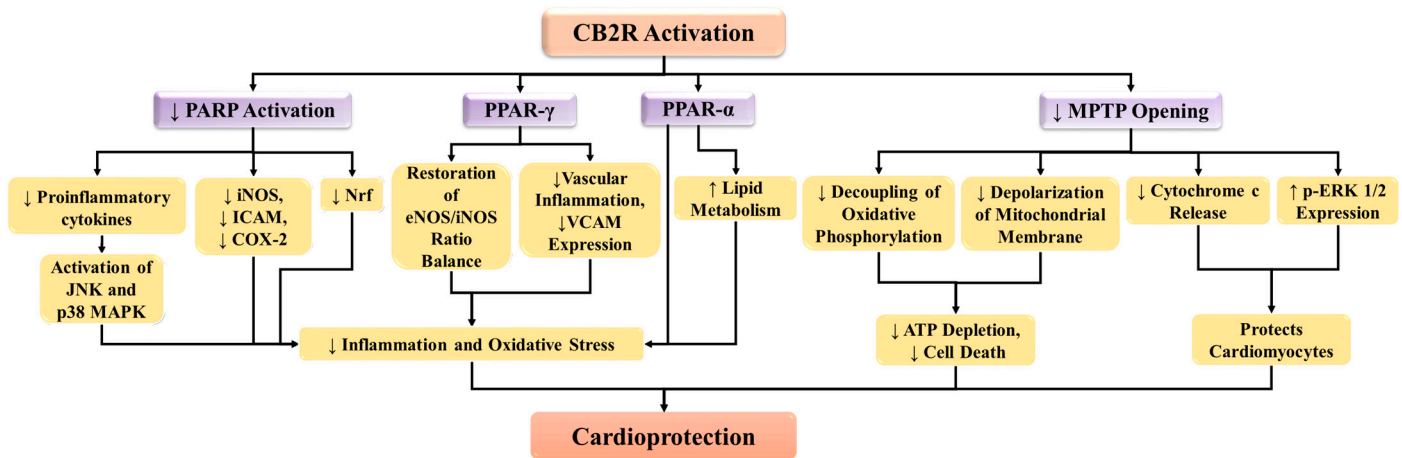 CB2R Activation
↓ PARP Activation
PPAR-γ
PPAR-α
↓ MPTP Opening
↓ Proinflammatory
cytokines
↓ iNOS,
↓ ICAM,
↓ COX-2
↓ Nrf
Restoration
of
eNOS/iNOS
Ratio
Balance
↓Vascular
Inflammation,
↓VCAM
Expression
↑ Lipid
Metabolism
↓ Decoupling of
Oxidative
Phosphorylation
↓ Depolarization
of Mitochondrial
Membrane
↓ Cytochrome c
Release
↑ p-ERK 1/2
Expression
Activation of
JNK and
p38 MAPK
↓ Inflammation and Oxidative Stress
↓ ATP Depletion,
↓ Cell Death
Protects
Cardiomyocytes
Cardioprotection